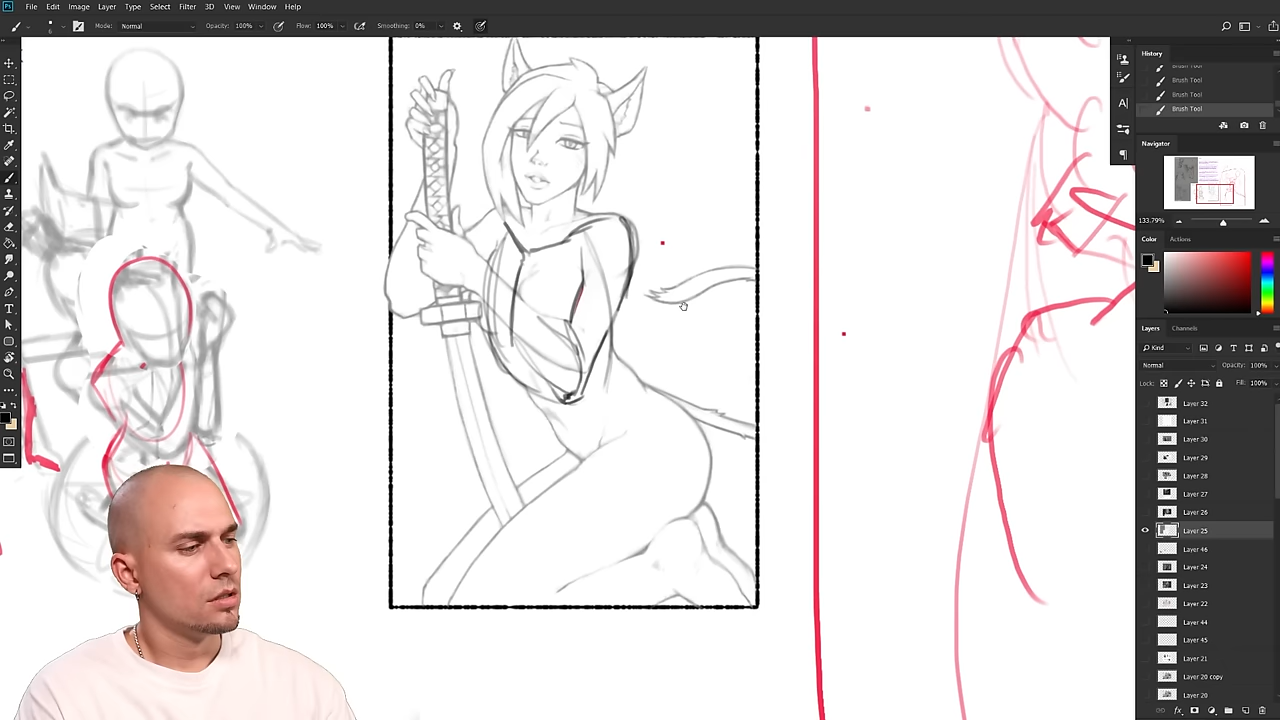 Ps File Edit Image Layer Type Select Filter 3D View Window Help
Mode: Normal Opacity: 100% Flow: 100% Smoothing: 0%
History
Brush Tool
Brush Tool
Brush Tool
Brush Tool
Navigator
133.79%
Color Actions
Layers Channels
Kind
Normal Opacity: 100%
Lock: Fill: 100%
Layer 32
Layer 31
Layer 30
Layer 29
Layer 28
Layer 27
Layer 26
Layer 25
Layer 46
Layer 24
Layer 23
Layer 22
Layer 44
Layer 45
Layer 21
Layer 20 copy
Layer 20